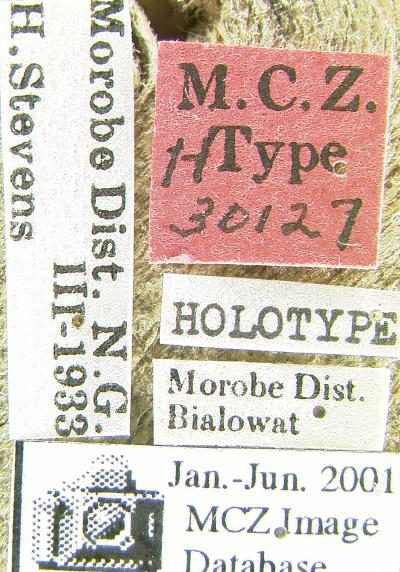 Morobe Dist. N.G.
III-1933
H. Stevens
M.C.Z.
HType
30127
HOLOTYPE
Morobe Dist.
Bialowat
Jan.-Jun. 2001
MCZ Image
Database